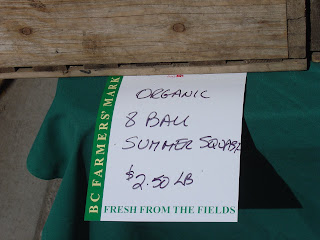 BC FARMERS' MARK
ORGANIC
8 BALL
SUMMER SQUASH
$2.50 LB
FRESH FROM THE FIELDS